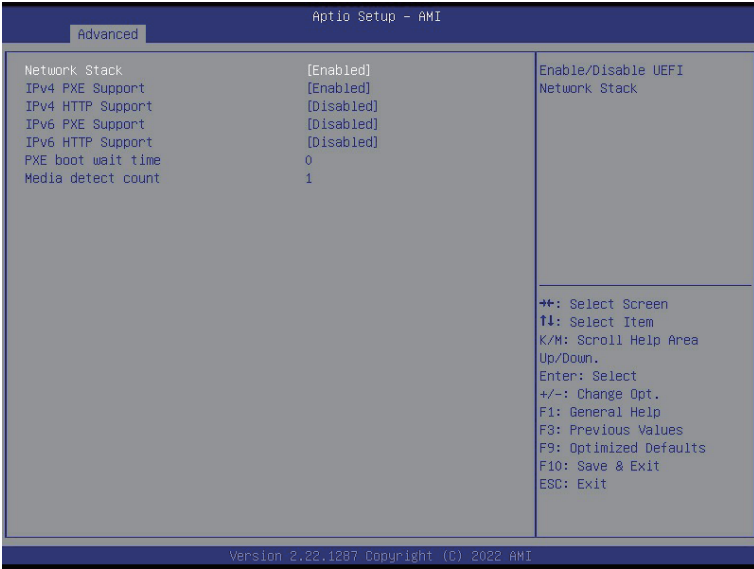 Aptio Setup – AMI
Advanced
Network Stack [Enabled]
IPv4 PXE Support [Enabled]
IPv4 HTTP Support [Disabled]
IPv6 PXE Support [Disabled]
IPv6 HTTP Support [Disabled]
PXE boot wait time 0
Media detect count 1
Enable/Disable UEFI
Network Stack
→←: Select Screen
↑↓: Select Item
K/M: Scroll Help Area
Up/Down.
Enter: Select
+/-: Change Opt.
F1: General Help
F3: Previous Values
F9: Optimized Defaults
F10: Save & Exit
ESC: Exit
Version 2.22.1287 Copyright (C) 2022 AMI